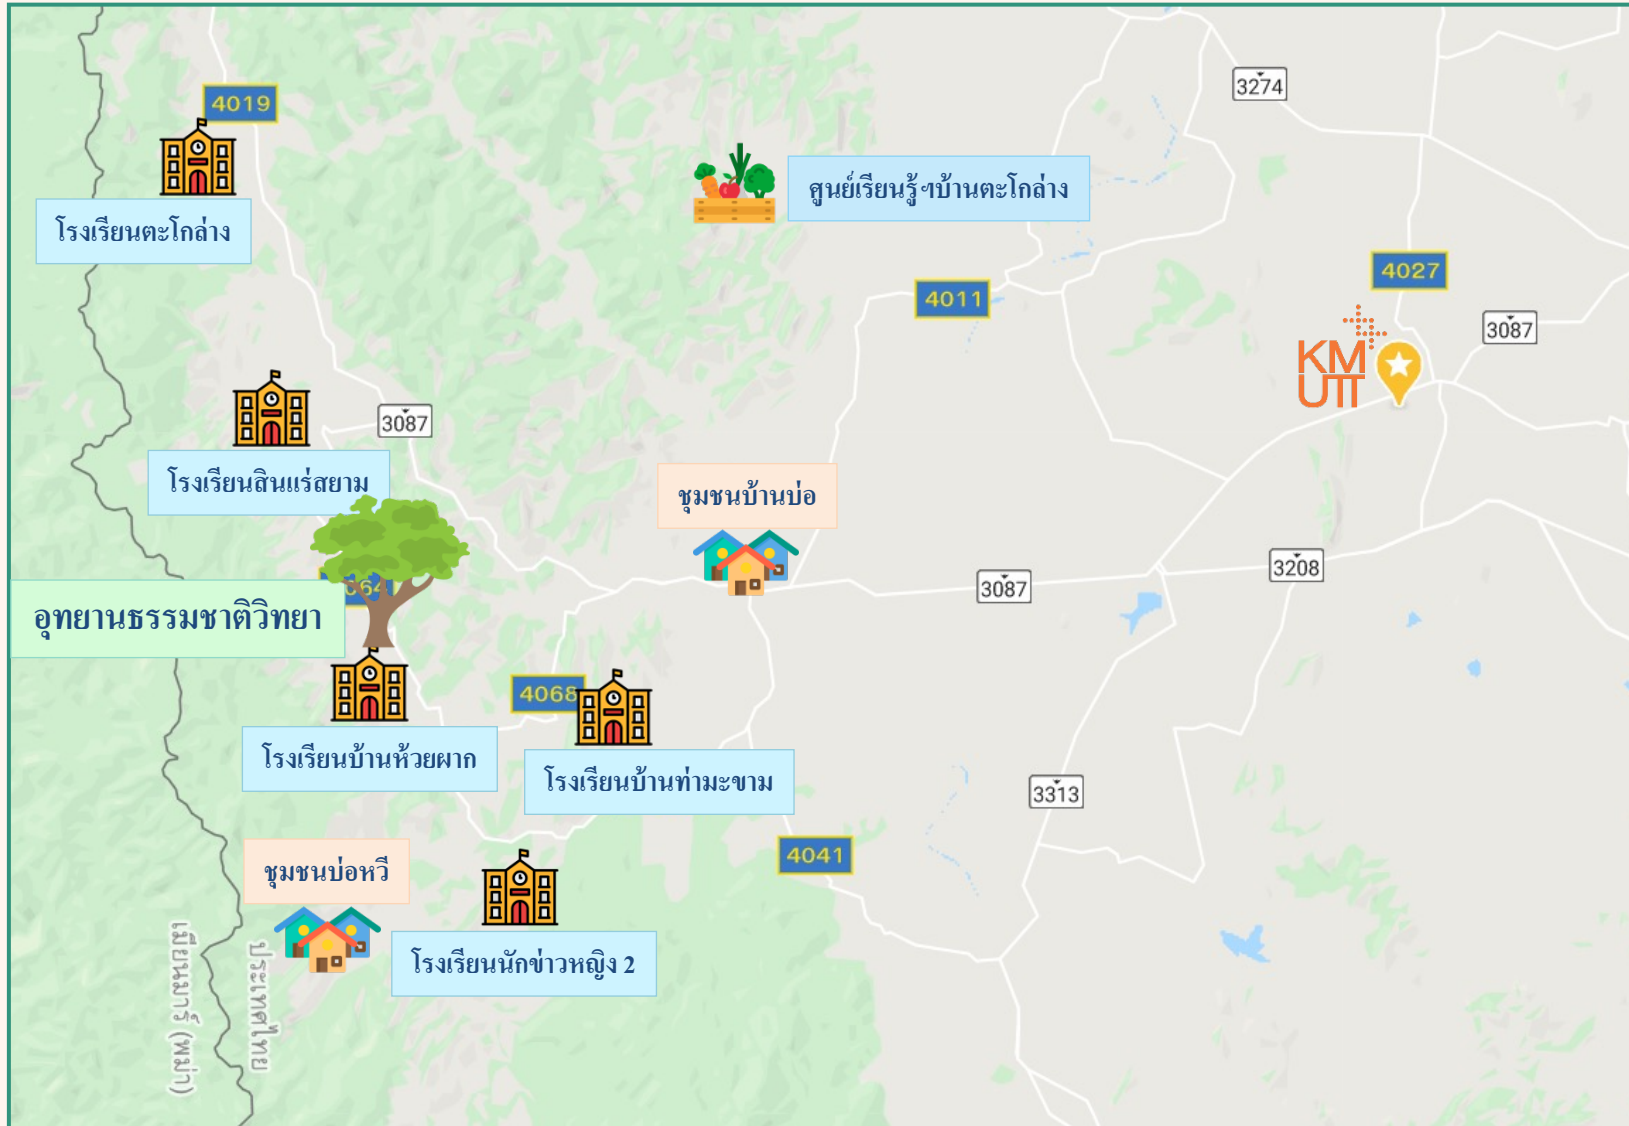 3274
4019
ศูนย์เรียนรู้ฯบ้านตะโกล่าง
โรงเรียนตะโกล่าง
4027
4011
3087
KM
UTT
3087
โรงเรียนสินแร่สยาม
ชุมชนบ้านบ่อ
3208
3087
อุทยานธรรมชาติวิทยา
4068
โรงเรียนบ้านห้วยผาก
โรงเรียนบ้านท่ามะขาม
3313
4041
ชุมชนบ่อหวี
โรงเรียนนักข่าวหญิง 2
เมียนมาร์ (พม่า)
ประเทศไทย